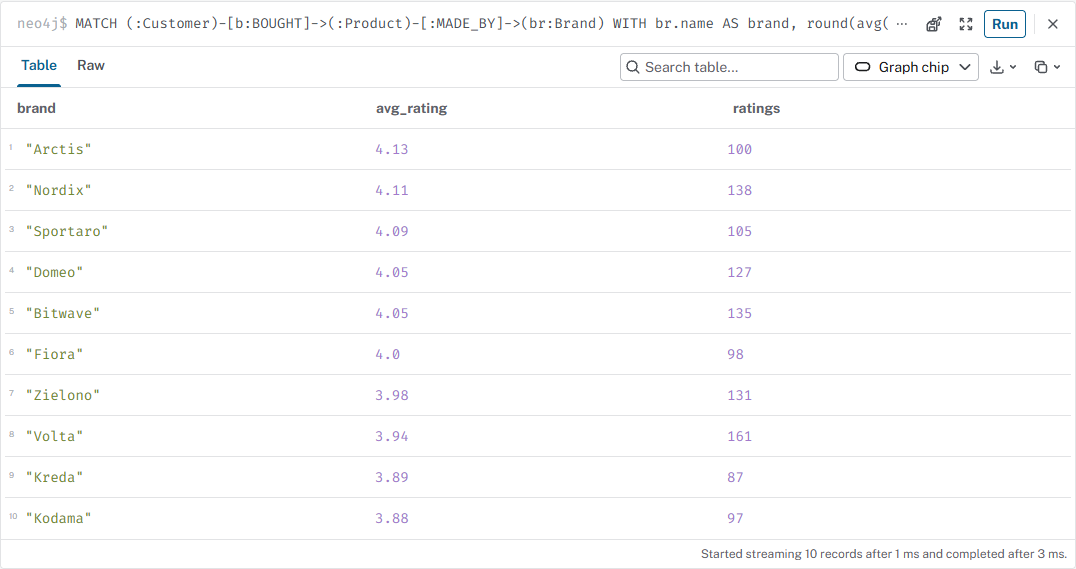 neo4j$ MATCH (:Customer)-[b:BOUGHT]->(:Product)-[:MADE_BY]->(br:Brand) WITH br.name AS brand, round(avg( ··· Run
Table Raw Search table... Graph chip
brand avg_rating ratings
1 "Arctis" 4.13 100
2 "Nordix" 4.11 138
3 "Sportaro" 4.09 105
4 "Domeo" 4.05 127
5 "Bitwave" 4.05 135
6 "Fiora" 4.0 98
7 "Zielono" 3.98 131
8 "Volta" 3.94 161
9 "Kreda" 3.89 87
10 "Kodama" 3.88 97
Started streaming 10 records after 1 ms and completed after 3 ms.